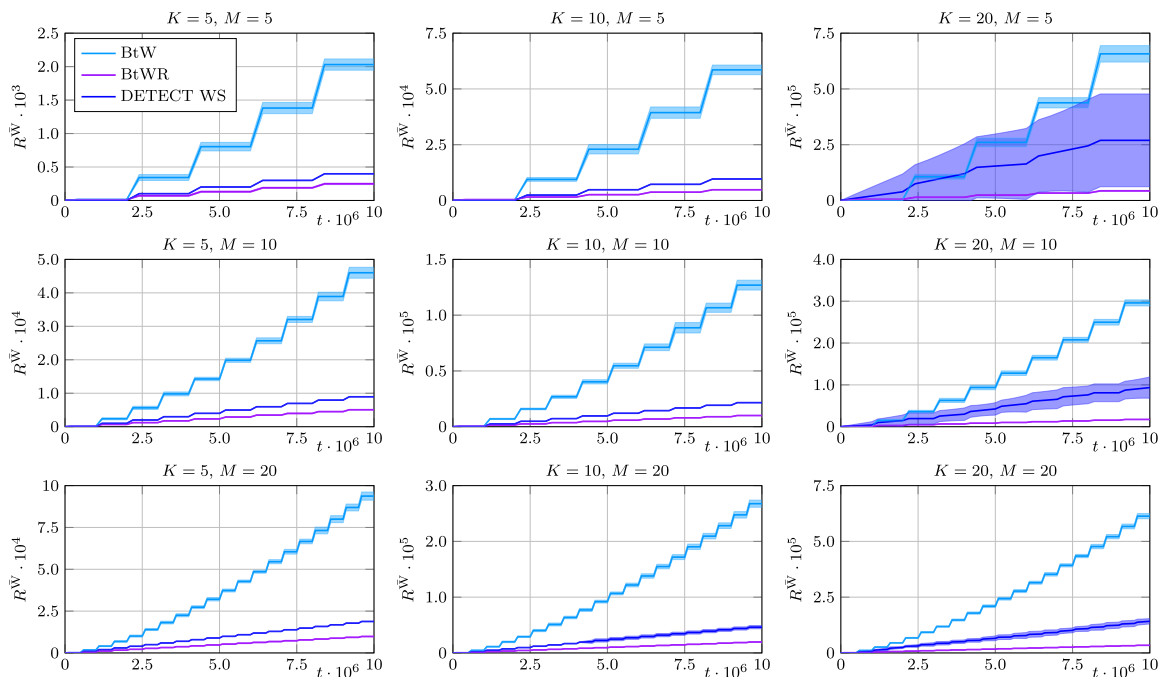 K = 5, M = 5
K = 10, M = 5
K = 20, M = 5
2.5
2.0
1.5
1.0
0.5
0
R^W̄ · 10^3
BtW
BtWR
DETECT WS
0 2.5 5.0 7.5 10
t · 10^6
7.5
5.0
2.5
0
R^W̄ · 10^4
0 2.5 5.0 7.5 10
t · 10^6
7.5
5.0
2.5
0
R^W̄ · 10^5
0 2.5 5.0 7.5 10
t · 10^6
K = 5, M = 10
K = 10, M = 10
K = 20, M = 10
5.0
4.0
3.0
2.0
1.0
0
R^W̄ · 10^4
0 2.5 5.0 7.5 10
t · 10^6
1.5
1.0
0.5
0
R^W̄ · 10^5
0 2.5 5.0 7.5 10
t · 10^6
4.0
3.0
2.0
1.0
0
R^W̄ · 10^5
0 2.5 5.0 7.5 10
t · 10^6
K = 5, M = 20
K = 10, M = 20
K = 20, M = 20
10
7.5
5.0
2.5
0
R^W̄ · 10^4
0 2.5 5.0 7.5 10
t · 10^6
3.0
2.0
1.0
0
R^W̄ · 10^5
0 2.5 5.0 7.5 10
t · 10^6
7.5
5.0
2.5
0
R^W̄ · 10^5
0 2.5 5.0 7.5 10
t · 10^6